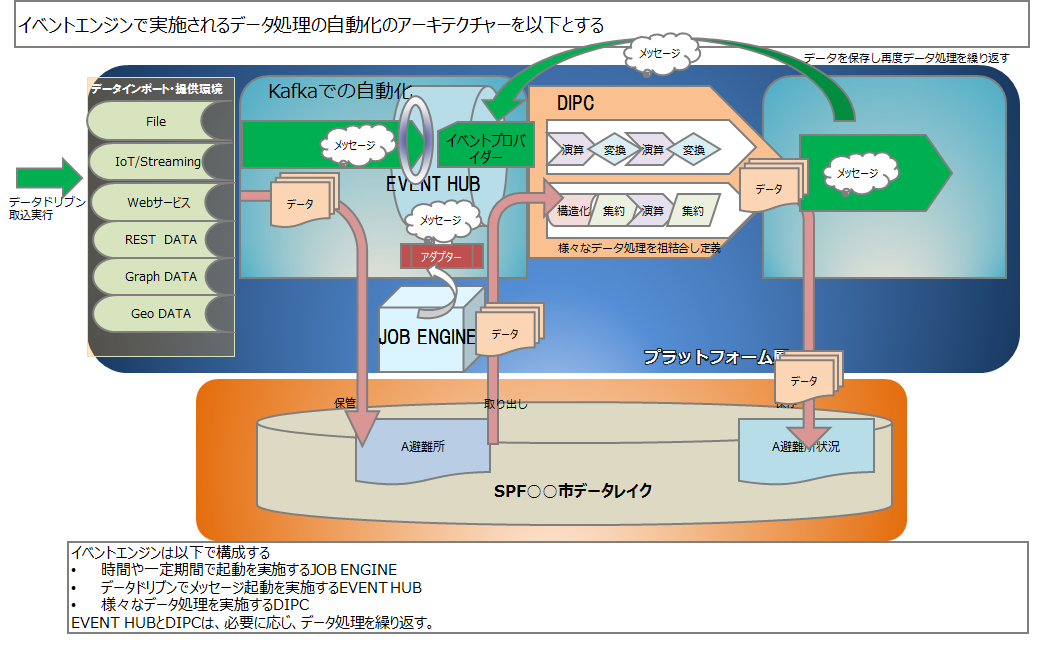 イベントエンジンで実施されるデータ処理の自動化のアーキテクチャーを以下とする
メッセージ
データを保存し再度データ処理を繰り返す
データインポート・提供環境
Kafkaでの自動化
DIPC
File
メッセージ
イベントプロバ
イダー
演算
変換
演算
変換
IoT/Streaming
EVENT HUB
データ
メッセージ
データドリブン
取込実行
Webサービス
データ
メッセージ
構造化
集約
演算
集約
REST DATA
アダプター
様々なデータ処理を祖結合し定義
Graph DATA
Geo DATA
JOB ENGINE
データ
プラットフォーム
データ
保管
取り出し
A避難所
A避難所状況
SPF○○市データレイク
イベントエンジンは以下で構成する
• 時間や一定期間で起動を実施するJOB ENGINE
• データドリブンでメッセージ起動を実施するEVENT HUB
• 様々なデータ処理を実施するDIPC
EVENT HUBとDIPCは、必要に応じ、データ処理を繰り返す。